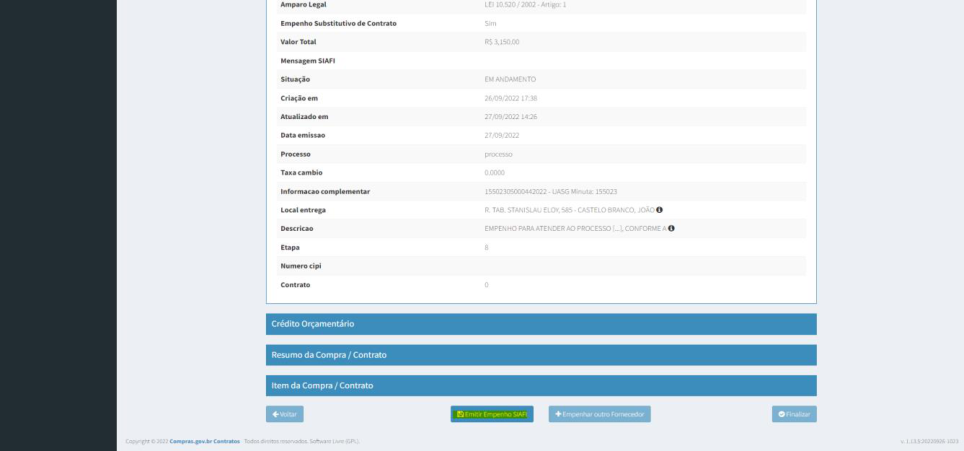 Amparo Legal LEI 10.520 / 2002 - Artigo: 1
Empenho Substitutivo de Contrato Sim
Valor Total R$ 3,150,00
Mensagem SIAFI
Situação EM ANDAMENTO
Criação em 26/09/2022 17:38
Atualizado em 27/09/2022 14:26
Data emissao 27/09/2022
Processo processo
Taxa cambio 0,0000
Informacao complementar 15502305000442022 - UASG Minuta: 155023
Local entrega R. TAB. STANISLAU ELOY, 585 - CASTELO BRANCO, JOÃO
Descricao EMPENHO PARA ATENDER AO PROCESSO [...], CONFORME A
Etapa 8
Numero cipi
Contrato 0
Crédito Orçamentário
Resumo da Compra / Contrato
Item da Compra / Contrato
Voltar Emitir Empenho SIAFI Empenhar outro Fornecedor Finalizar
Copyright © 2022 Compras.gov.br Contratos · Todos direitos reservados. Software Livre (GPL).